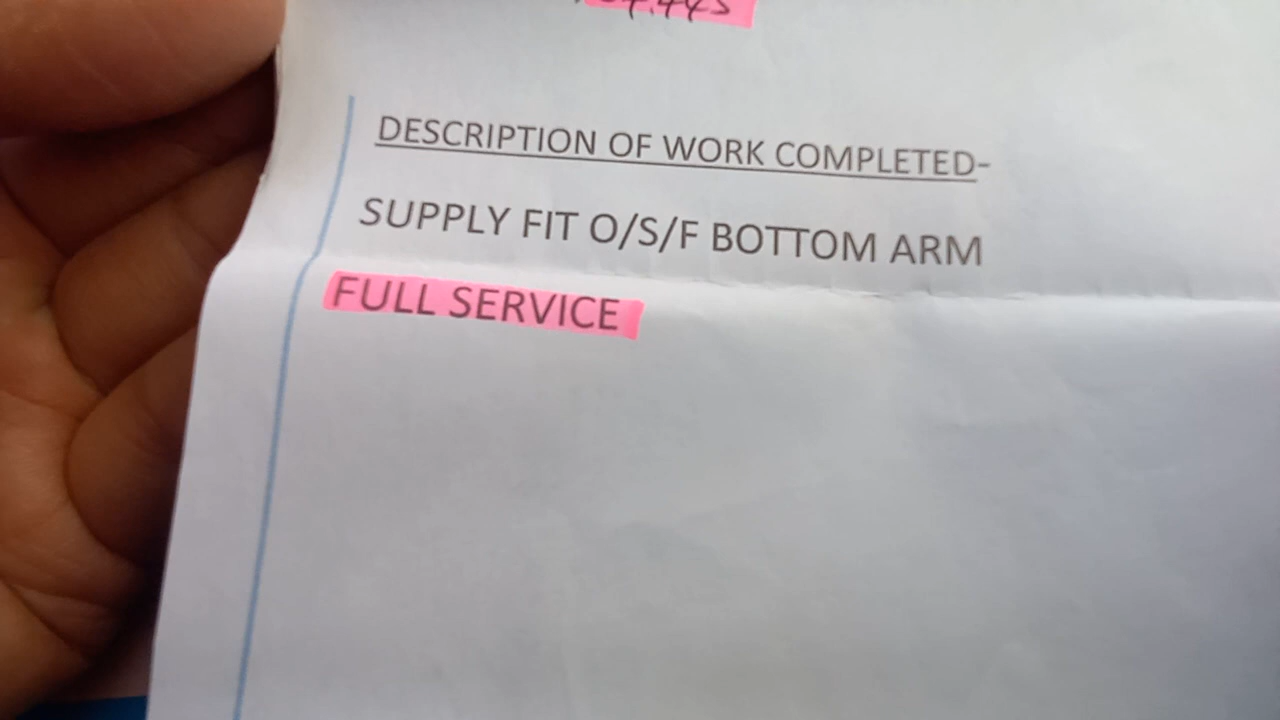 DESCRIPTION OF WORK COMPLETED-
SUPPLY FIT O/S/F BOTTOM ARM
FULL SERVICE